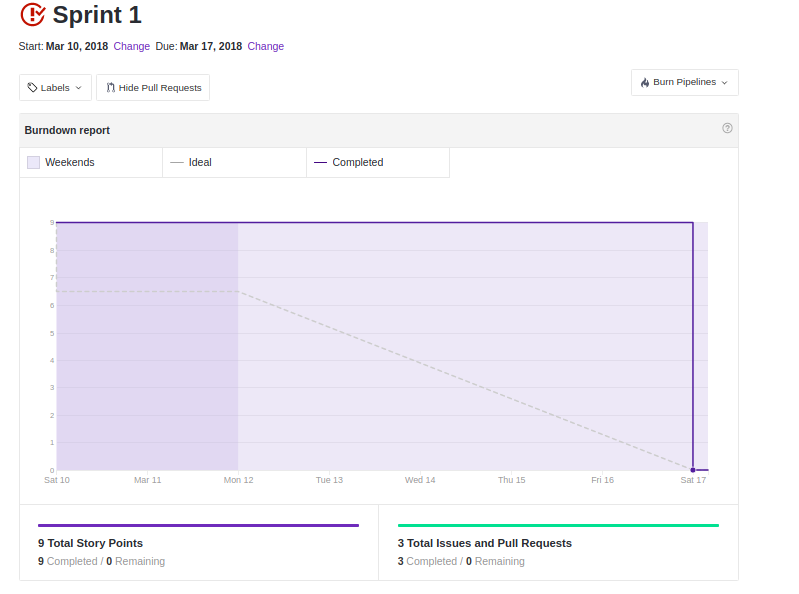 Sprint 1
Start: Mar 10, 2018 Change Due: Mar 17, 2018 Change
Labels Hide Pull Requests Burn Pipelines
Burndown report
Weekends Ideal Completed
9
8
7
6
5
4
3
2
1
0
Sat 10 Mar 11 Mon 12 Tue 13 Wed 14 Thu 15 Fri 16 Sat 17
9 Total Story Points
9 Completed / 0 Remaining
3 Total Issues and Pull Requests
3 Completed / 0 Remaining